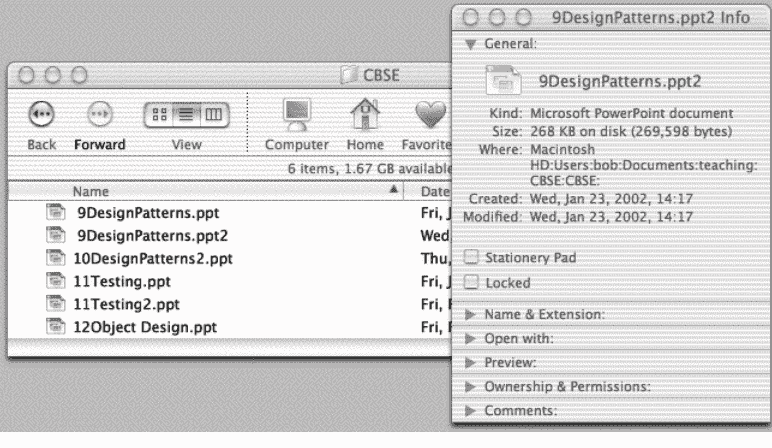 CBSE
Back Forward View Computer Home Favorite
6 items, 1.67 GB available
Name Date
9DesignPatterns.ppt Fri, J
9DesignPatterns.ppt2 Wed
10DesignPatterns2.ppt Thu,
11Testing.ppt Fri, J
11Testing2.ppt Fri, F
12Object Design.ppt Fri, F
9DesignPatterns.ppt2 Info
General:
9DesignPatterns.ppt2
Kind: Microsoft PowerPoint document
Size: 268 KB on disk (269,598 bytes)
Where: Macintosh
HD:Users:bob:Documents:teaching:
CBSE:CBSE:
Created: Wed, Jan 23, 2002, 14:17
Modified: Wed, Jan 23, 2002, 14:17
Stationery Pad
Locked
Name & Extension:
Open with:
Preview:
Ownership & Permissions:
Comments: